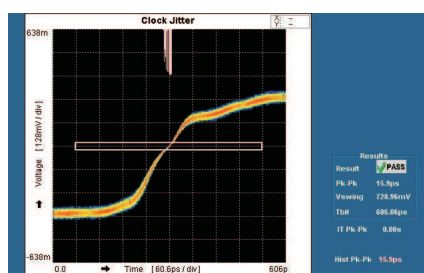 Clock Jitter
X: --
Y: --
638m
Voltage [128mV / div]
-638m
0.0
Time [60.6ps / div]
606p
Results
Result PASS
Pk-Pk 15.9ps
Vswing 728.96mV
Tbit 606.06ps
IT Pk-Pk 0.00s
Hist Pk-Pk 15.9ps